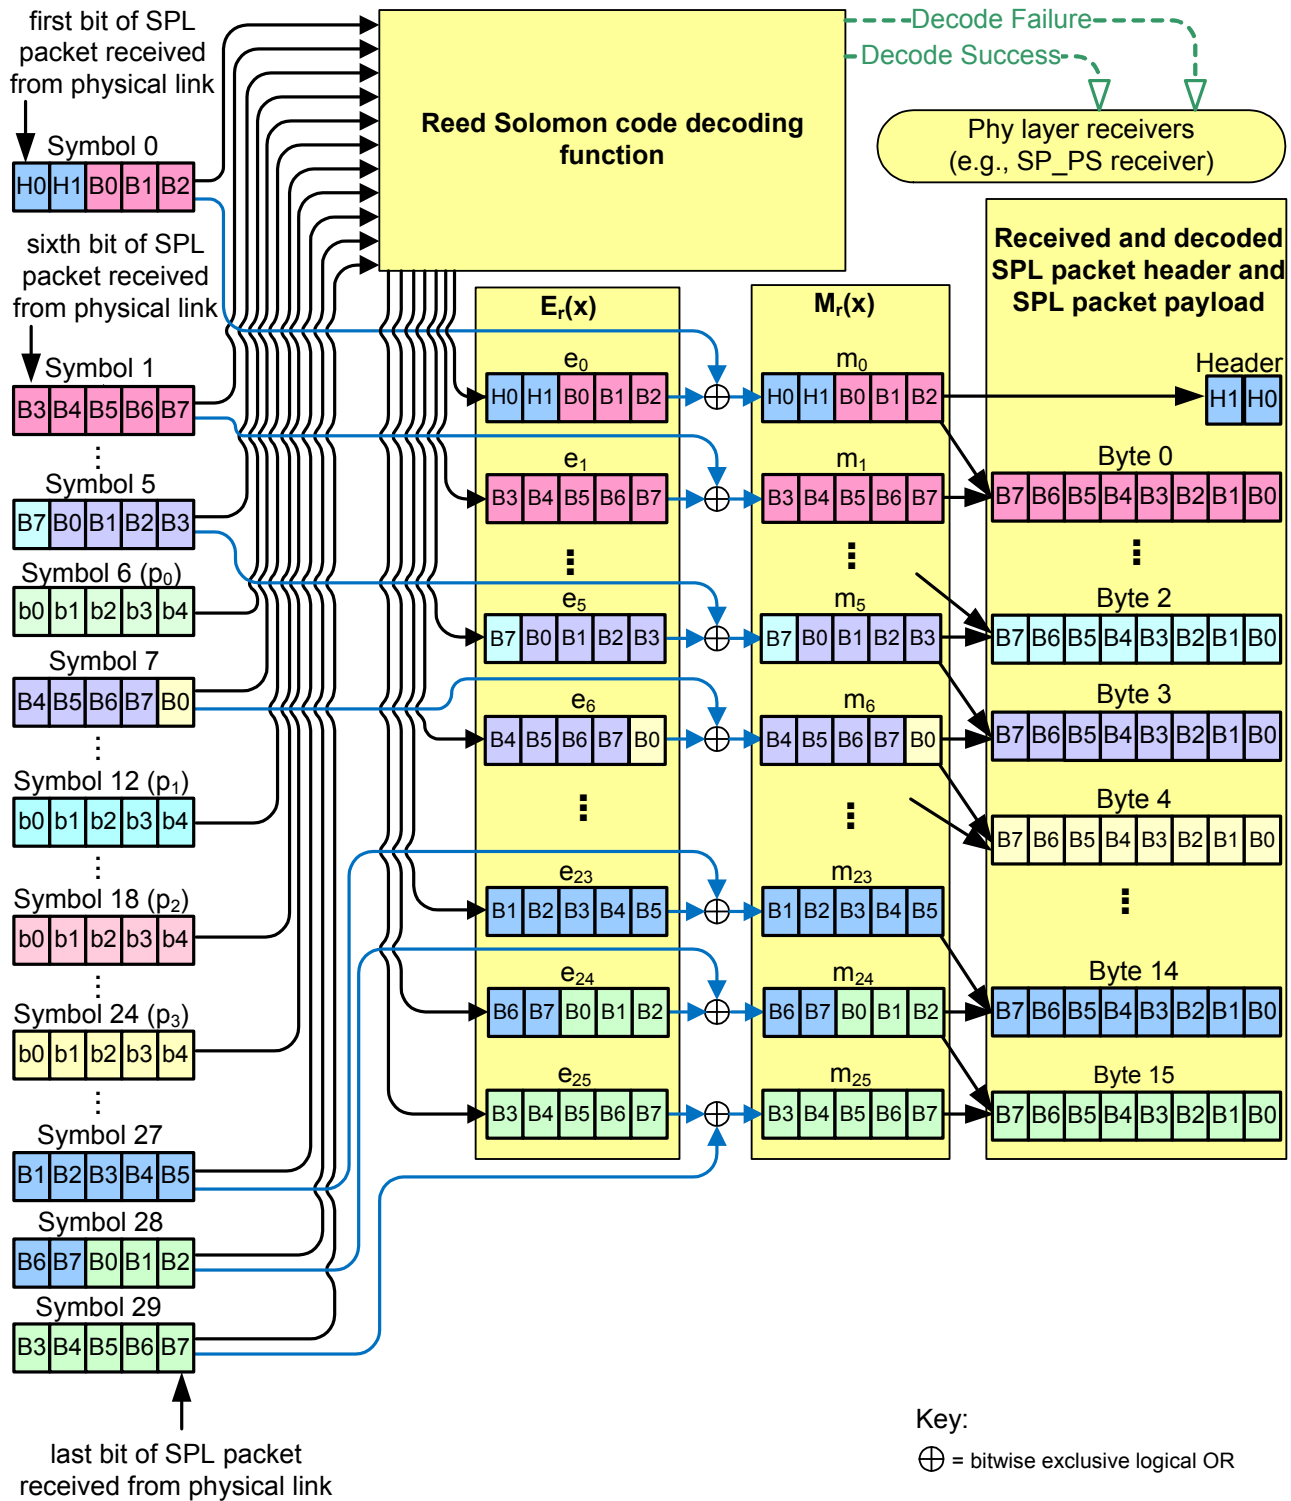 first bit of SPL
packet received
from physical link
Symbol 0
H0 H1 B0 B1 B2
sixth bit of SPL
packet received
from physical link
Symbol 1
B3 B4 B5 B6 B7
⋮
Symbol 5
B7 B0 B1 B2 B3
Symbol 6 (p0)
b0 b1 b2 b3 b4
Symbol 7
B4 B5 B6 B7 B0
⋮
Symbol 12 (p1)
b0 b1 b2 b3 b4
⋮
Symbol 18 (p2)
b0 b1 b2 b3 b4
⋮
Symbol 24 (p3)
b0 b1 b2 b3 b4
⋮
Symbol 27
B1 B2 B3 B4 B5
Symbol 28
B6 B7 B0 B1 B2
Symbol 29
B3 B4 B5 B6 B7
last bit of SPL packet
received from physical link
Reed Solomon code decoding
function
Decode Failure
Decode Success
Phy layer receivers
(e.g., SP_PS receiver)
Er(x)
e0
H0 H1 B0 B1 B2
e1
B3 B4 B5 B6 B7
⋮
e5
B7 B0 B1 B2 B3
e6
B4 B5 B6 B7 B0
⋮
e23
B1 B2 B3 B4 B5
e24
B6 B7 B0 B1 B2
e25
B3 B4 B5 B6 B7
Mr(x)
m0
H0 H1 B0 B1 B2
m1
B3 B4 B5 B6 B7
⋮
m5
B7 B0 B1 B2 B3
m6
B4 B5 B6 B7 B0
⋮
m23
B1 B2 B3 B4 B5
m24
B6 B7 B0 B1 B2
m25
B3 B4 B5 B6 B7
Received and decoded
SPL packet header and
SPL packet payload
Header
H1 H0
Byte 0
B7 B6 B5 B4 B3 B2 B1 B0
⋮
Byte 2
B7 B6 B5 B4 B3 B2 B1 B0
Byte 3
B7 B6 B5 B4 B3 B2 B1 B0
Byte 4
B7 B6 B5 B4 B3 B2 B1 B0
⋮
Byte 14
B7 B6 B5 B4 B3 B2 B1 B0
Byte 15
B7 B6 B5 B4 B3 B2 B1 B0
Key:
⊕ = bitwise exclusive logical OR